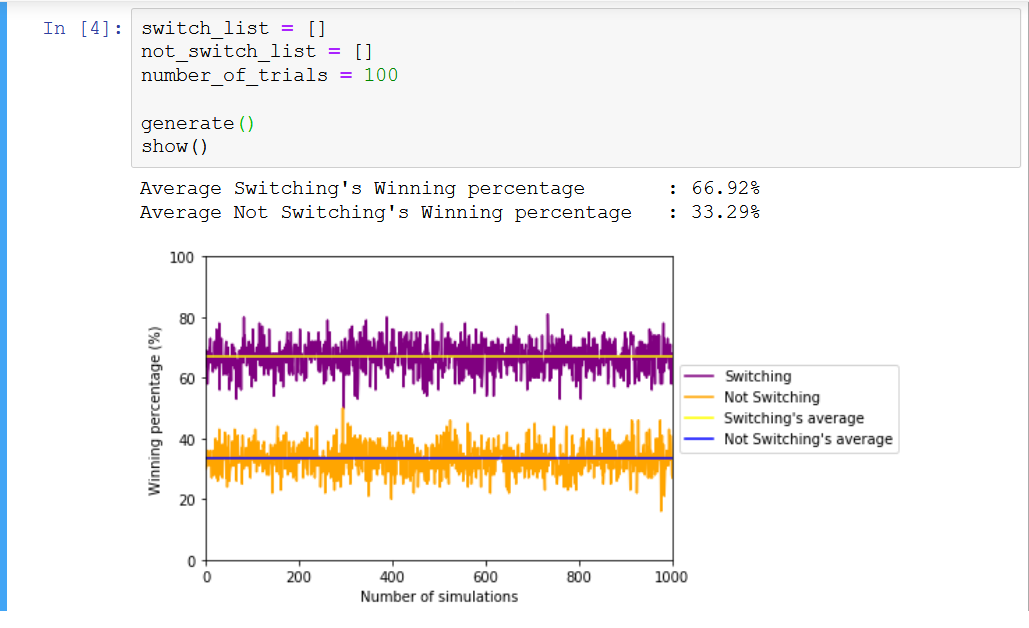 In [4]:
switch_list = []
not_switch_list = []
number_of_trials = 100
generate()
show()
Average Switching's Winning percentage : 66.92%
Average Not Switching's Winning percentage : 33.29%
100
80
60
40
20
0
Winning percentage (%)
0 200 400 600 800 1000
Number of simulations
Switching
Not Switching
Switching's average
Not Switching's average